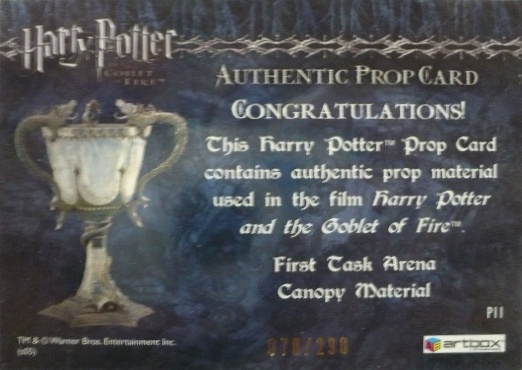 Harry Potter
GOBLET
OF FIRE™
AUTHENTIC PROP CARD
CONGRATULATIONS!
This Harry Potter™ Prop Card
contains authentic prop material
used in the film Harry Potter
and the Goblet of Fire™.
First Task Arena
Canopy Material
P11
TM & © Warner Bros. Entertainment Inc.
(s05)
artbox